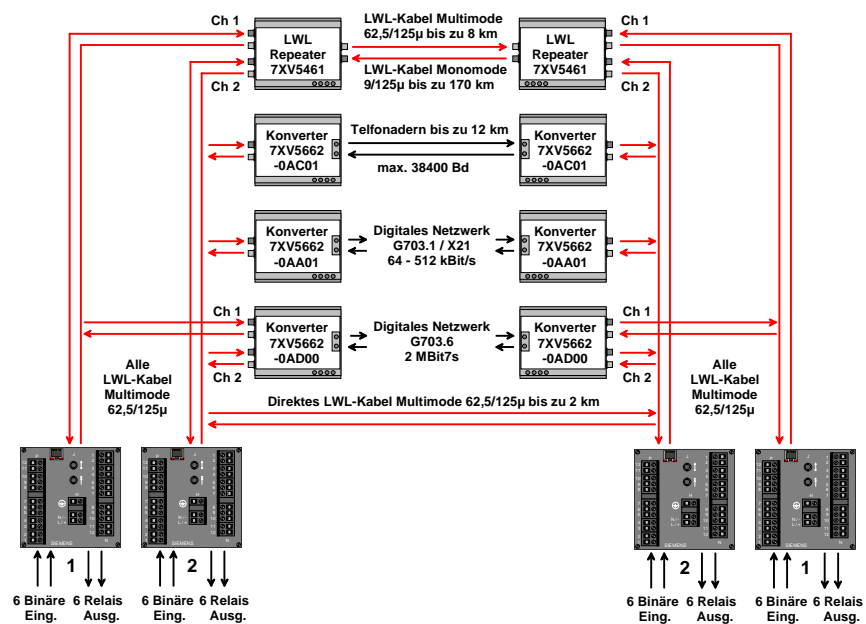 Ch 1
LWL
Repeater
7XV5461
Ch 2
LWL-Kabel Multimode
62,5/125µ bis zu 8 km
LWL-Kabel Monomode
9/125µ bis zu 170 km
LWL
Repeater
7XV5461
Ch 1
Ch 2
Konverter
7XV5662
-0AC01
Telfonadern bis zu 12 km
max. 38400 Bd
Konverter
7XV5662
-0AC01
Konverter
7XV5662
-0AA01
Digitales Netzwerk
G703.1 / X21
64 - 512 kBit/s
Konverter
7XV5662
-0AA01
Ch 1
Konverter
7XV5662
-0AD00
Ch 2
Digitales Netzwerk
G703.6
2 MBit7s
Konverter
7XV5662
-0AD00
Ch 1
Ch 2
Alle
LWL-Kabel
Multimode
62,5/125µ
Direktes LWL-Kabel Multimode 62,5/125µ bis zu 2 km
Alle
LWL-Kabel
Multimode
62,5/125µ
SIEMENS
SIEMENS
SIEMENS
SIEMENS
1
2
2
1
6 Binäre
Eing.
6 Relais
Ausg.
6 Binäre
Eing.
6 Relais
Ausg.
6 Binäre
Eing.
6 Relais
Ausg.
6 Binäre
Eing.
6 Relais
Ausg.